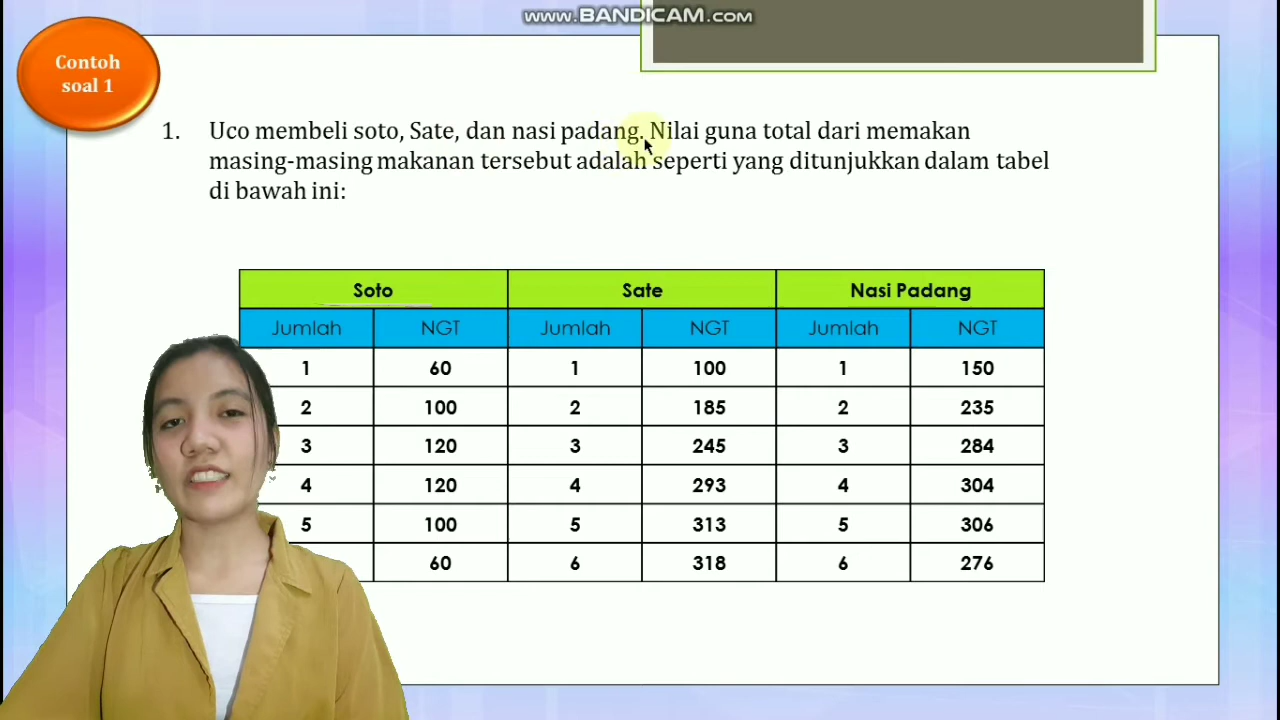 www.BANDICAM.com
Contoh
soal 1
1. Uco membeli soto, Sate, dan nasi padang. Nilai guna total dari memakan
masing-masing makanan tersebut adalah seperti yang ditunjukkan dalam tabel
di bawah ini:
Soto Sate Nasi Padang
Jumlah NGT Jumlah NGT Jumlah NGT
1 60 1 100 1 150
2 100 2 185 2 235
3 120 3 245 3 284
4 120 4 293 4 304
5 100 5 313 5 306
60 6 318 6 276